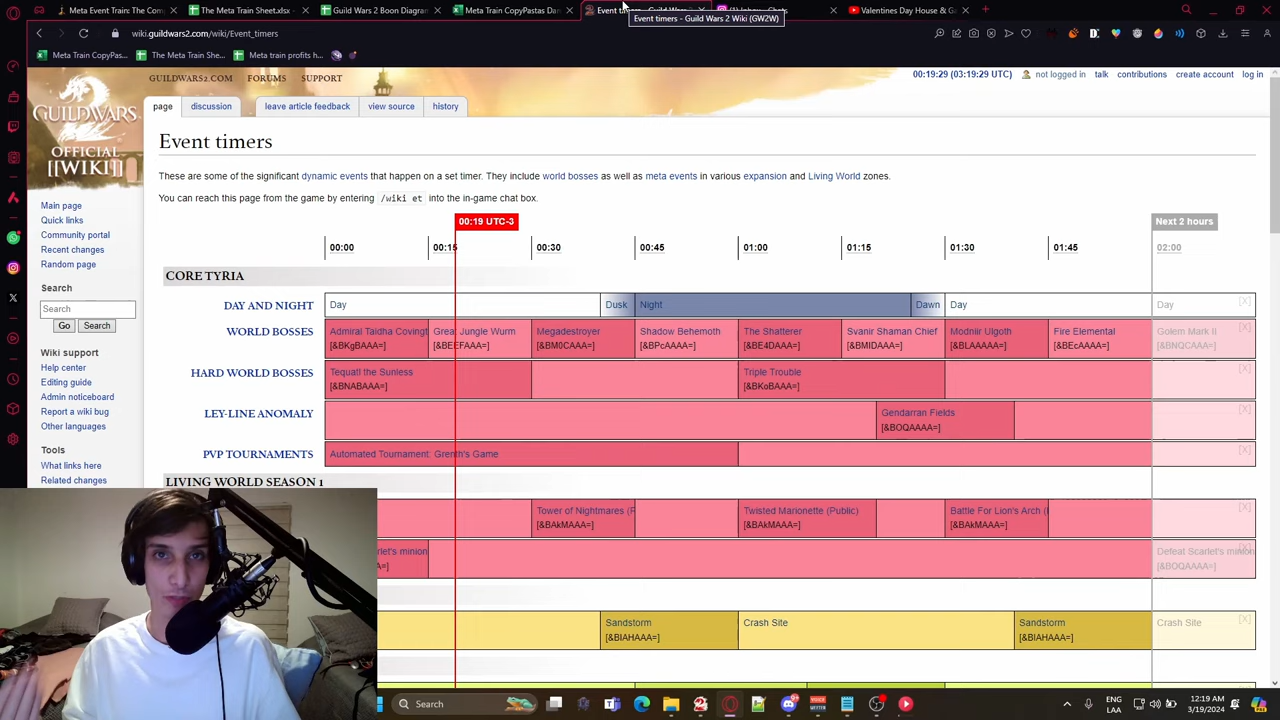 Meta Train: The Com
Meta Train Sheet.xlsx -
Guild Wars 2 Boon Diagram
Meta Train CopyPastas Dan
Event timers
Chats
Valentines Day House & G
Event timers - Guild Wars 2 Wiki (GW2W)
wiki.guildwars2.com/wiki/Event_timers
Meta Train CopyPas...
The Meta Train She...
Meta train profits h...
GUILDWARS2.COM
FORUMS
SUPPORT
00:19:29 (03:19:29 UTC)
not logged in
talk
contributions
create account
log in
GUILDWARS
OFFICIAL
[[WIKI]]
page
discussion
leave article feedback
view source
history
Event timers
These are some of the significant dynamic events that happen on a set timer. They include world bosses as well as meta events in various expansion and Living World zones.
You can reach this page from the game by entering /wiki et into the in-game chat box.
Main page
Quick links
Community portal
Recent changes
Random page
Search
Search
Go
Search
Wiki support
Help center
Editing guide
Admin noticeboard
Report a wiki bug
Other languages
Tools
What links here
Related changes
00:19 UTC-3
Next 2 hours
00:00
00:15
00:30
00:45
01:00
01:15
01:30
01:45
02:00
CORE TYRIA
DAY AND NIGHT
Day
Dusk
Night
Dawn
Day
Day
[X]
WORLD BOSSES
Admiral Taidha Covingt
[&BKgBAAA=]
Great Jungle Wurm
[&BEEFAAA=]
Megadestroyer
[&BM0CAAA=]
Shadow Behemoth
[&BPcAAAA=]
The Shatterer
[&BE4DAAA=]
Svanir Shaman Chief
[&BMIDAAA=]
Modniir Ulgoth
[&BLAAAAA=]
Fire Elemental
[&BEcAAAA=]
Golem Mark II
[&BNQCAAA=]
[X]
HARD WORLD BOSSES
Tequatl the Sunless
[&BNABAAA=]
Triple Trouble
[&BKoBAAA=]
[X]
LEY-LINE ANOMALY
Gendarran Fields
[&BOQAAAA=]
[X]
PVP TOURNAMENTS
Automated Tournament: Grenth's Game
[X]
LIVING WORLD SEASON 1
Tower of Nightmares (P
[&BAkMAAA=]
Twisted Marionette (Public)
[&BAkMAAA=]
Battle For Lion's Arch (
[&BAkMAAA=]
[X]
rlet's minion
AA=]
Defeat Scarlet's minion
[&BOQAAAA=]
[X]
Sandstorm
[&BIAHAAA=]
Crash Site
Sandstorm
[&BIAHAAA=]
Crash Site
[X]
Search
ENG
LAA
12:19 AM
3/19/2024